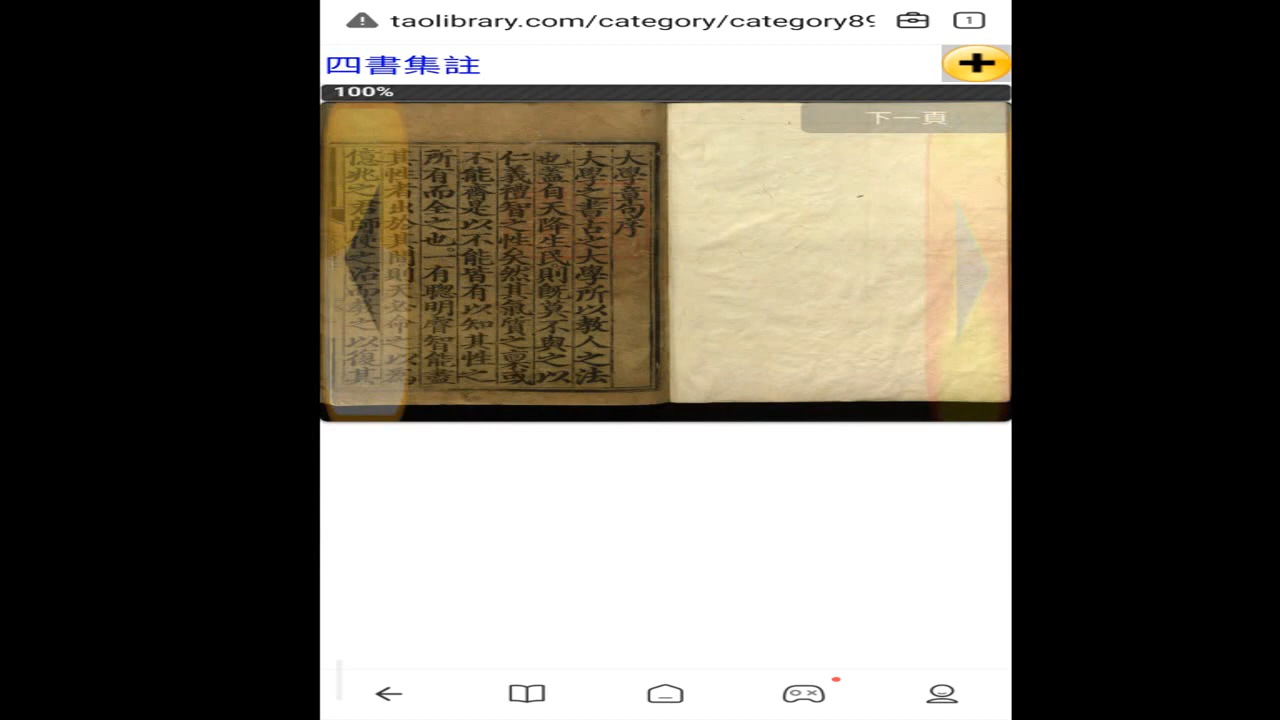 taolibrary.com/category/category89
1
四書集註
100%
下一頁
大學章句序
大學之書古之大學所以教人之法
也蓋自天降生民則旣莫不與之以
仁義禮智之性矣然其氣質之稟或
不能齊是以不能皆有以知其性之
所有而全之也。一有聰明睿智能盡
其性者出於其間則天必命之以為
億兆之君師使之治而教之以復其